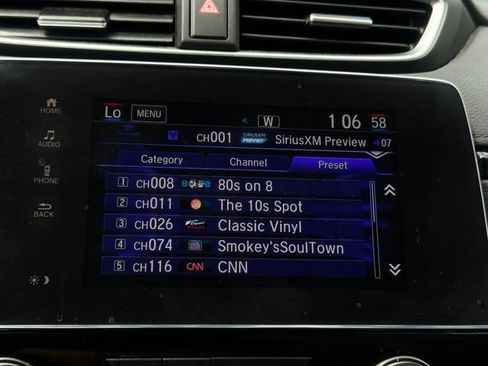 Lo MENU W 1 06 58
CH001 SIRIUSXM PREVIEW SiriusXM Preview 07
Category Channel Preset
1 CH008 80s on 8
2 CH011 The 10s Spot
3 CH026 Classic Vinyl
4 CH074 Smokey'sSoulTown
5 CH116 CNN CNN
HOME
AUDIO
PHONE
BACK